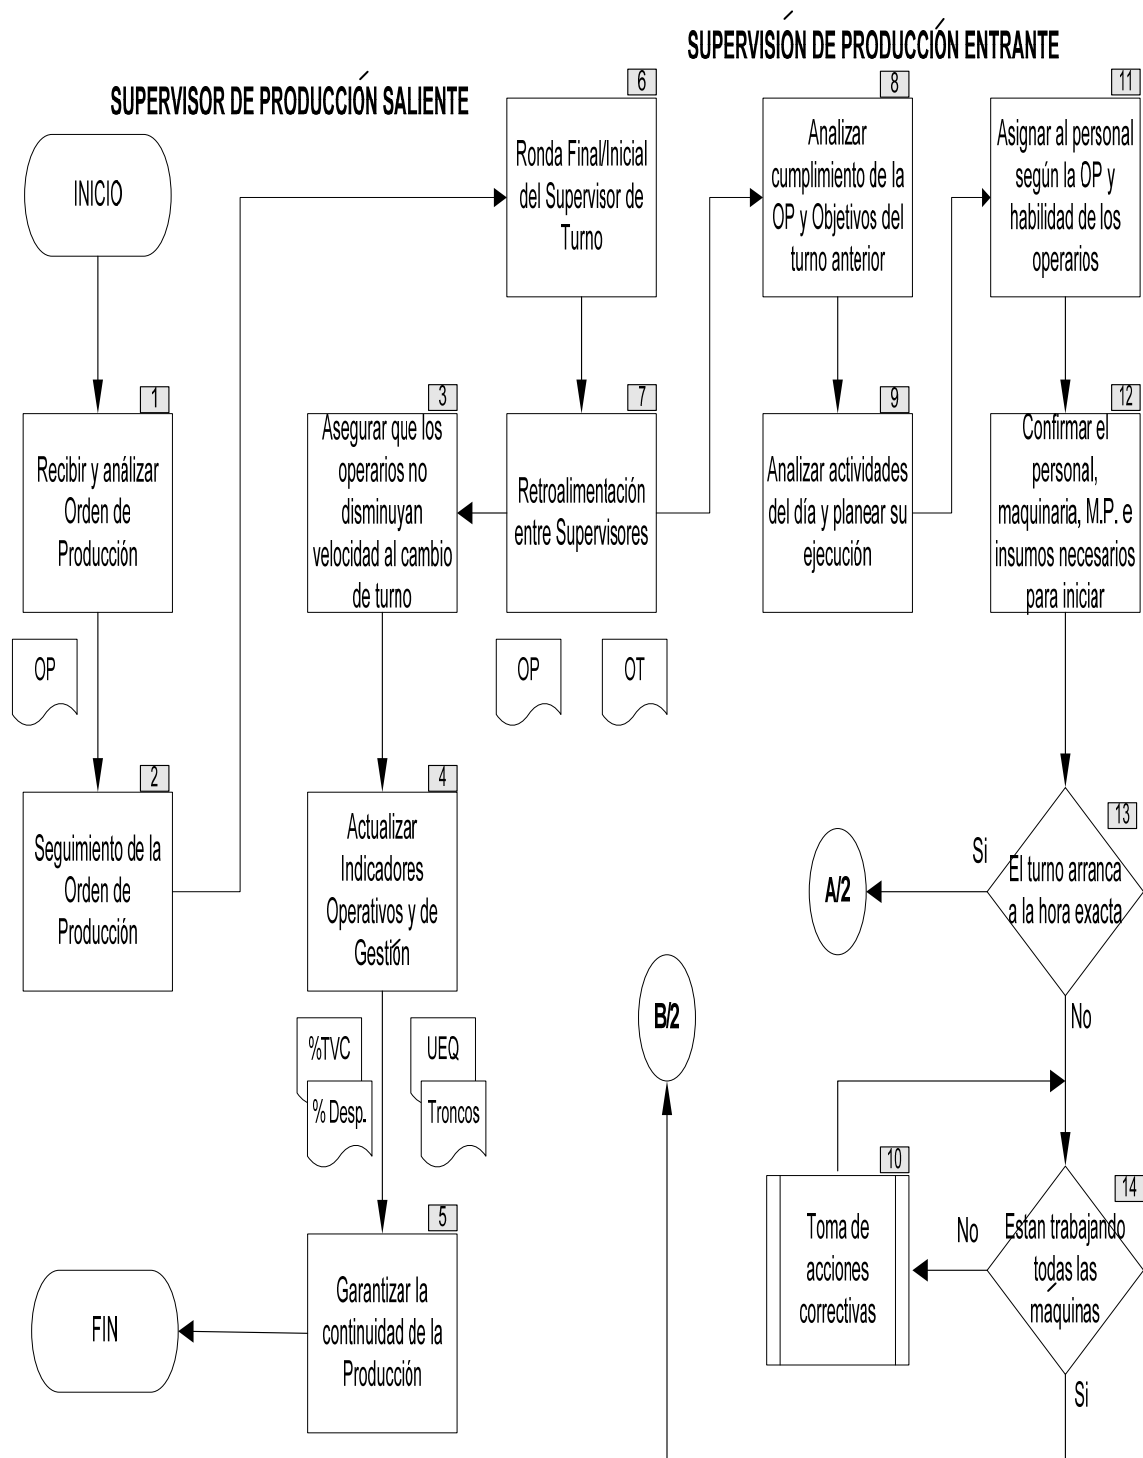 SUPERVISIÓN DE PRODUCCIÓN ENTRANTE
SUPERVISOR DE PRODUCCIÓN SALIENTE
INICIO
1
Recibir y análizar
Orden de
Producción
OP
2
Seguimiento de la
Orden de
Producción
6
Ronda Final/Inicial
del Supervisor de
Turno
7
Retroalimentación
entre Supervisores
OP
OT
3
Asegurar que los
operarios no
disminuyan
velocidad al cambio
de turno
4
Actualizar
Indicadores
Operativos y de
Gestión
%TVC
% Desp.
UEQ
Troncos
5
Garantizar la
continuidad de la
Producción
FIN
8
Analizar
cumplimiento de la
OP y Objetivos del
turno anterior
9
Analizar actividades
del día y planear su
ejecución
11
Asignar al personal
según la OP y
habilidad de los
operarios
12
Confirmar el
personal,
maquinaria, M.P. e
insumos necesarios
para iniciar
13
El turno arranca
a la hora exacta
Si
A/2
No
14
Estan trabajando
todas las
máquinas
No
10
Toma de
acciones
correctivas
Si
B/2